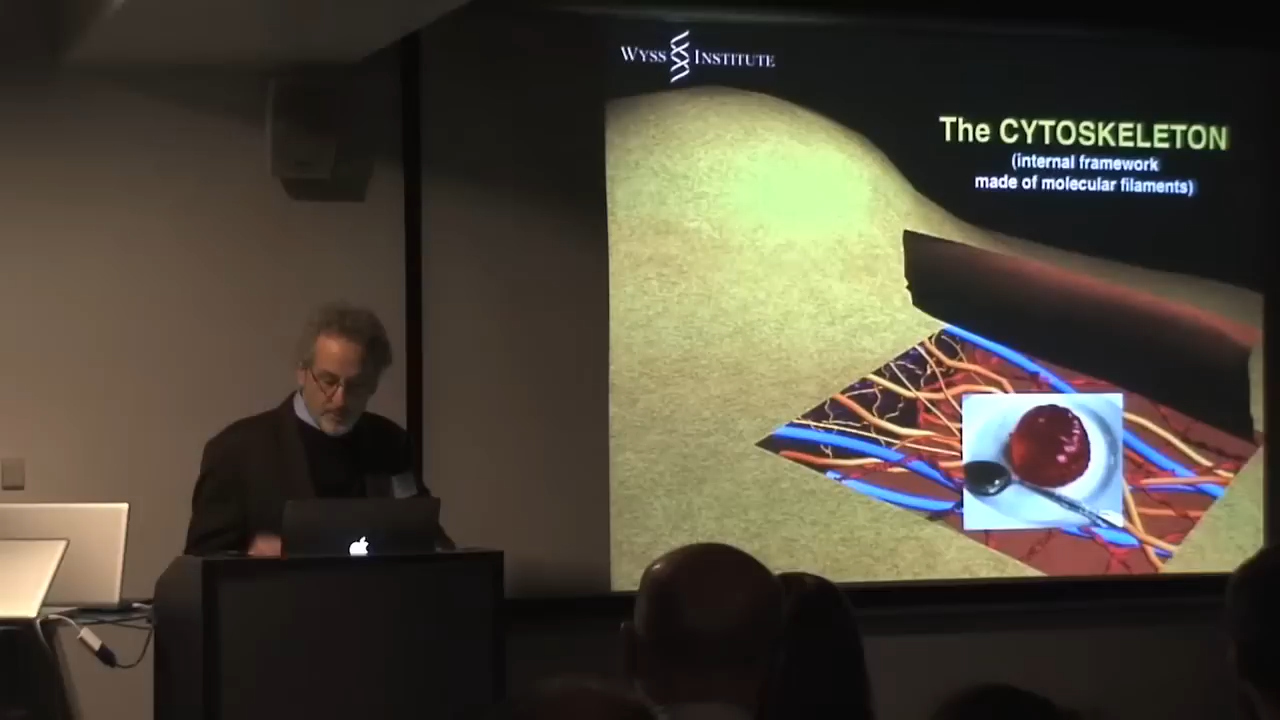 WYSS INSTITUTE
The CYTOSKELETON
(internal framework
made of molecular filaments)